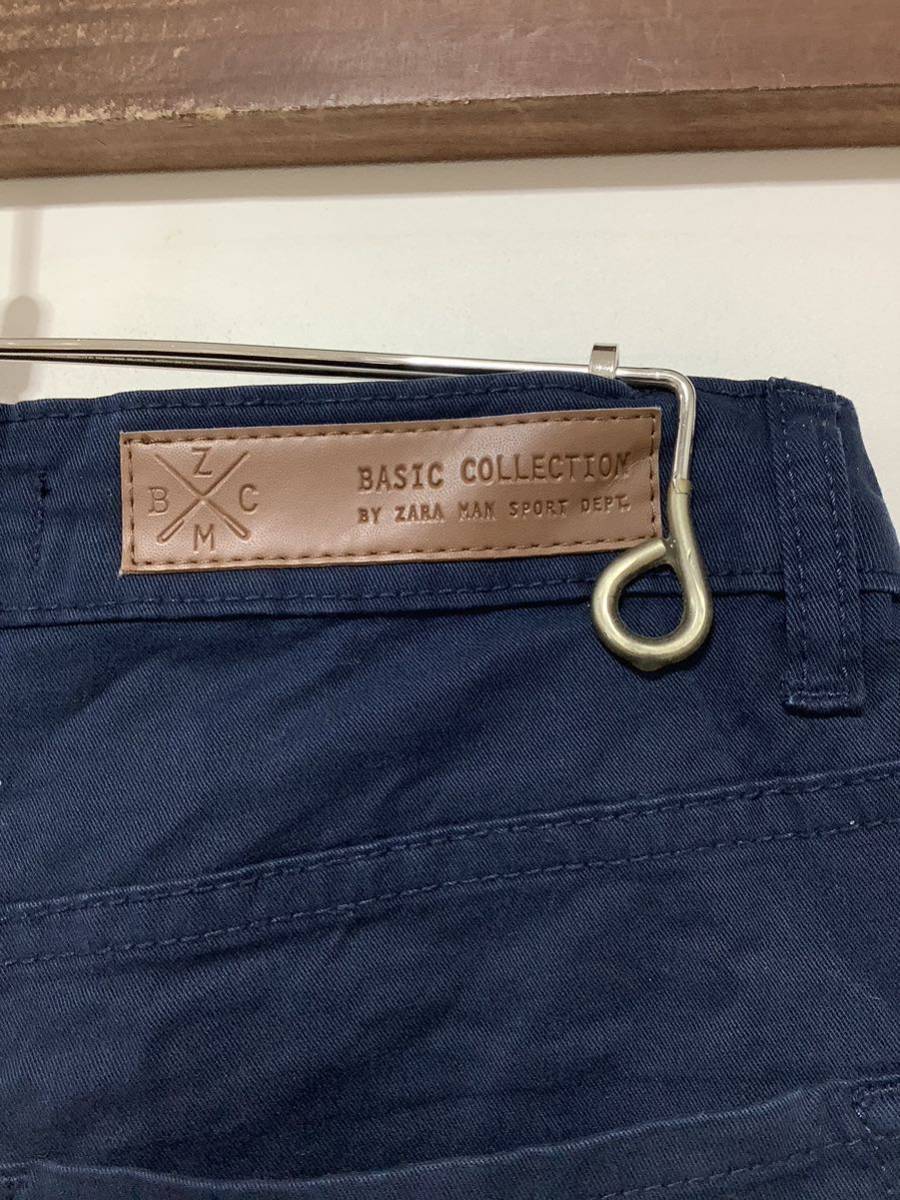 Z
B C
M
BASIC COLLECTION
BY ZARA MAN SPORT DEPT.